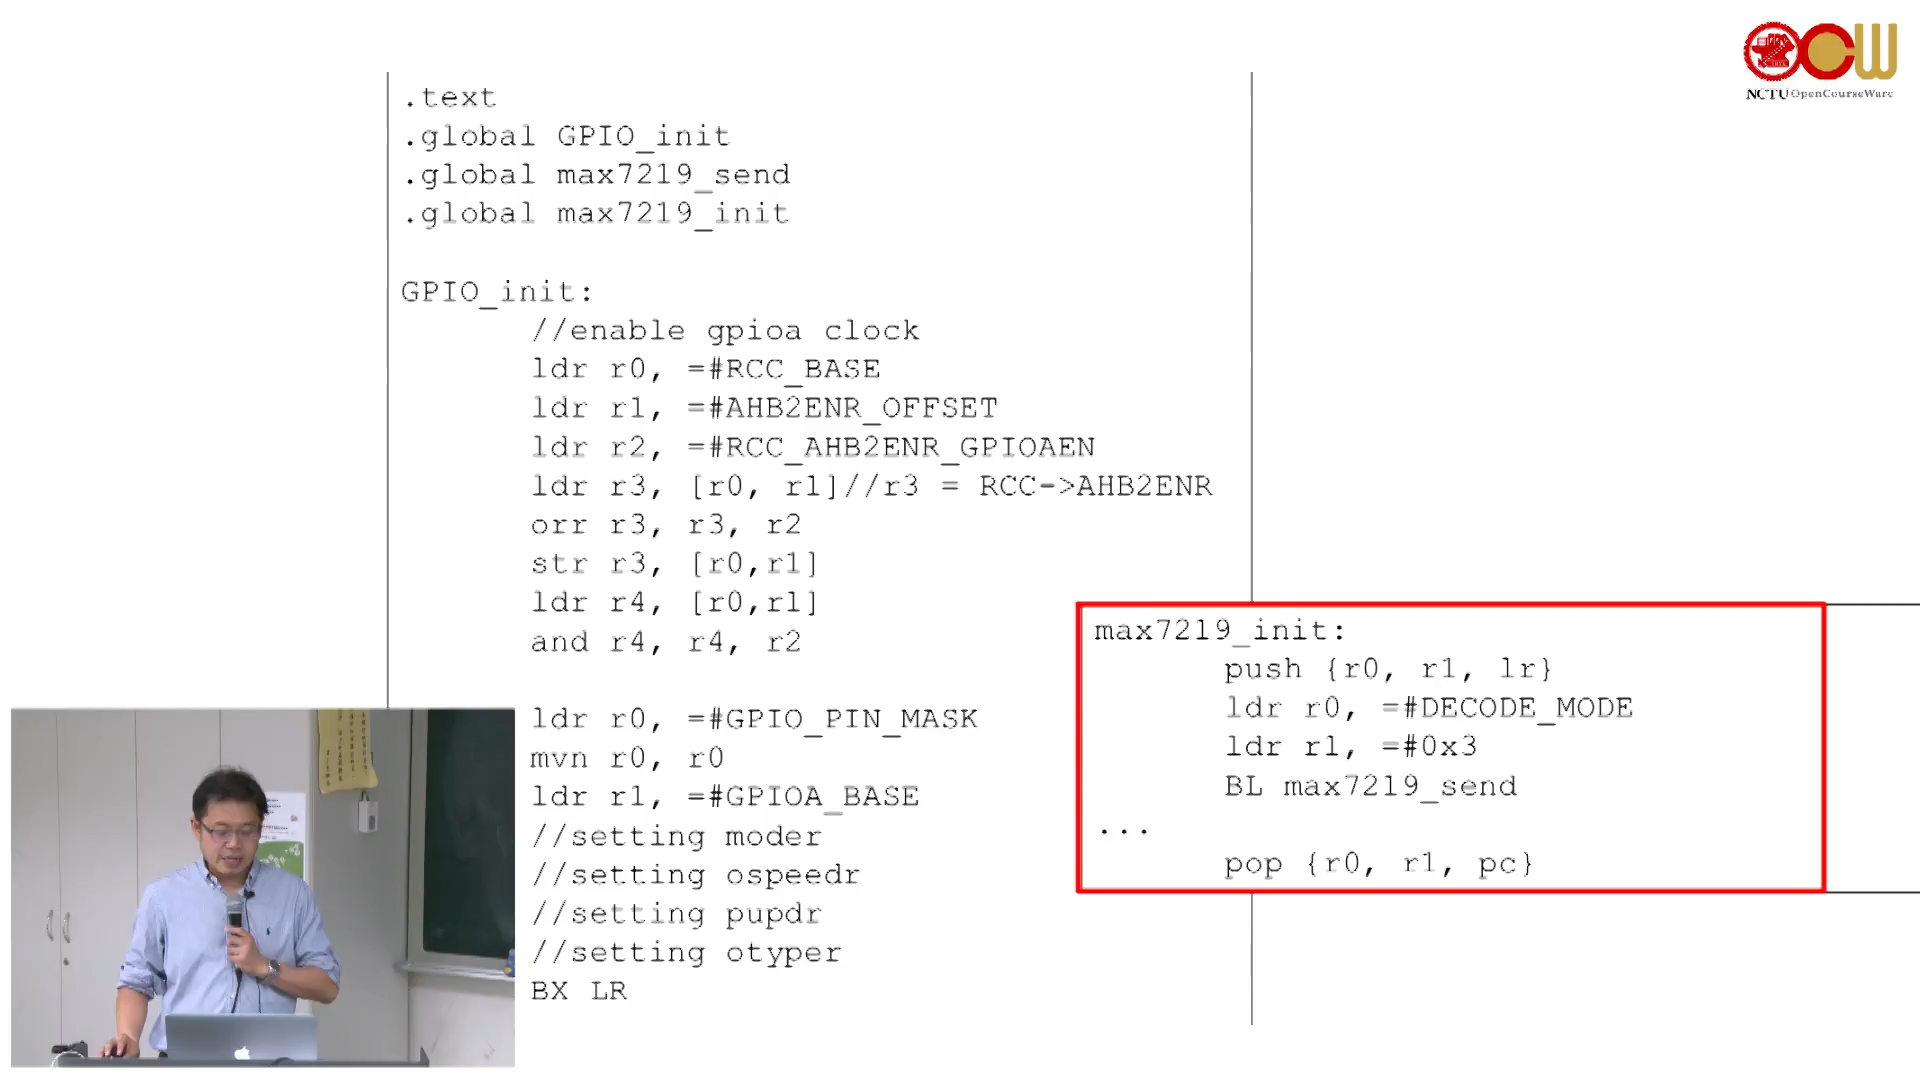 NCTU OpenCourseWare
.text
.global GPIO_init
.global max7219_send
.global max7219_init
GPIO_init:
//enable gpioa clock
ldr r0, =#RCC_BASE
ldr r1, =#AHB2ENR_OFFSET
ldr r2, =#RCC_AHB2ENR_GPIOAEN
ldr r3, [r0, r1]//r3 = RCC->AHB2ENR
orr r3, r3, r2
str r3, [r0,r1]
ldr r4, [r0,r1]
and r4, r4, r2
ldr r0, =#GPIO_PIN_MASK
mvn r0, r0
ldr r1, =#GPIOA_BASE
//setting moder
//setting ospeedr
//setting pupdr
//setting otyper
BX LR
max7219_init:
push {r0, r1, lr}
ldr r0, =#DECODE_MODE
ldr r1, =#0x3
BL max7219_send
...
pop {r0, r1, pc}